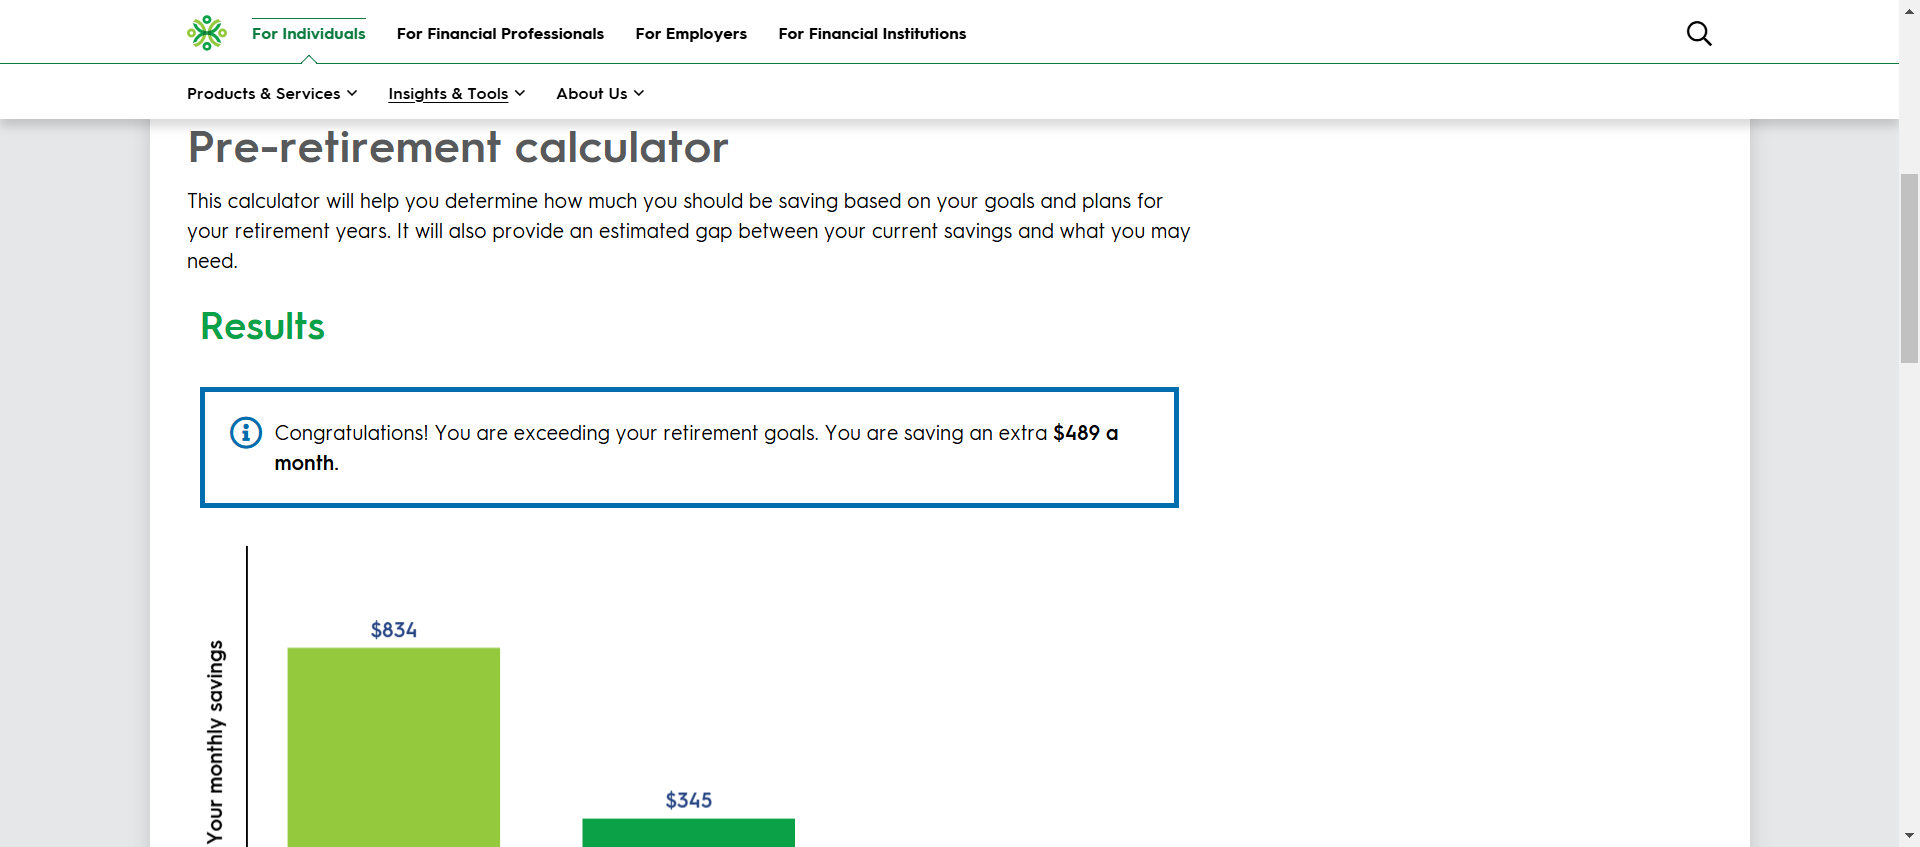 For Individuals
For Financial Professionals
For Employers
For Financial Institutions
Products & Services
Insights & Tools
About Us
Pre-retirement calculator
This calculator will help you determine how much you should be saving based on your goals and plans for
your retirement years. It will also provide an estimated gap between your current savings and what you may
need.
Results
Congratulations! You are exceeding your retirement goals. You are saving an extra $489 a
month.
$834
$345
Your monthly savings